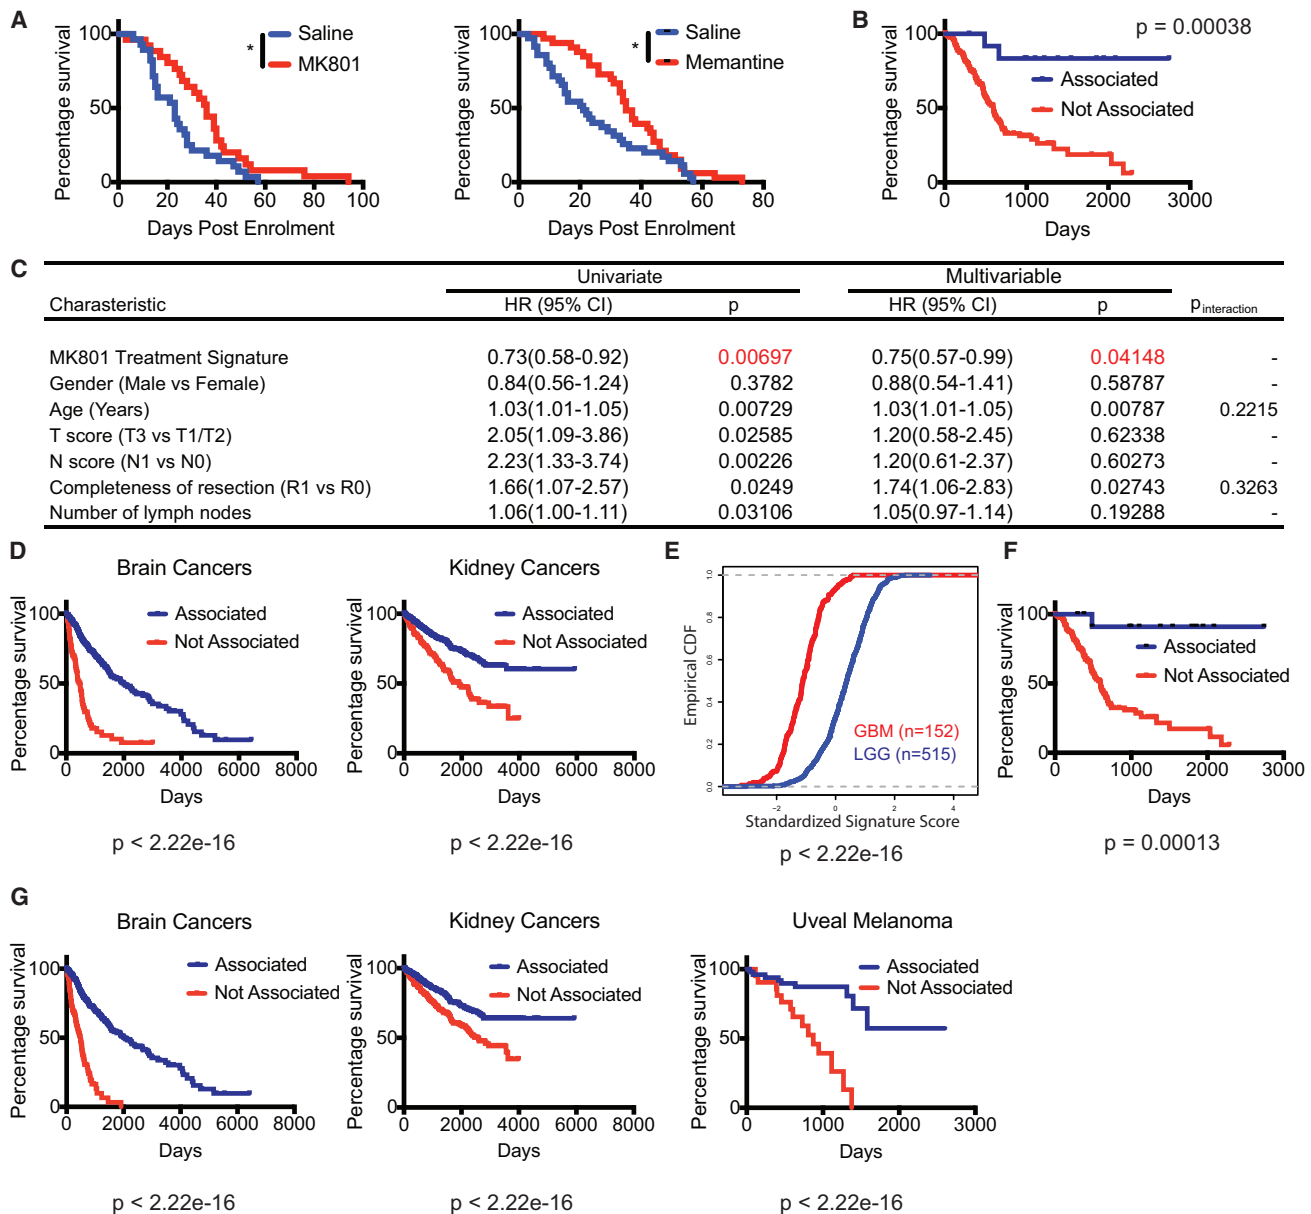 A
Percentage survival
100
50
0
0 20 40 60 80 100
Days Post Enrolment
*
Saline
MK801
Percentage survival
100
50
0
0 20 40 60 80
Days Post Enrolment
*
Saline
Memantine
B
p = 0.00038
Percentage survival
100
50
0
0 1000 2000 3000
Days
Associated
Not Associated
C
Univariate Multivariable
Charasteristic HR (95% CI) p HR (95% CI) p pinteraction
MK801 Treatment Signature 0.73(0.58-0.92) 0.00697 0.75(0.57-0.99) 0.04148 -
Gender (Male vs Female) 0.84(0.56-1.24) 0.3782 0.88(0.54-1.41) 0.58787 -
Age (Years) 1.03(1.01-1.05) 0.00729 1.03(1.01-1.05) 0.00787 0.2215
T score (T3 vs T1/T2) 2.05(1.09-3.86) 0.02585 1.20(0.58-2.45) 0.62338 -
N score (N1 vs N0) 2.23(1.33-3.74) 0.00226 1.20(0.61-2.37) 0.60273 -
Completeness of resection (R1 vs R0) 1.66(1.07-2.57) 0.0249 1.74(1.06-2.83) 0.02743 0.3263
Number of lymph nodes 1.06(1.00-1.11) 0.03106 1.05(0.97-1.14) 0.19288 -
D
Brain Cancers
Percentage survival
100
50
0
0 2000 4000 6000 8000
Days
Associated
Not Associated
p < 2.22e-16
Kidney Cancers
Percentage survival
100
50
0
0 2000 4000 6000 8000
Days
Associated
Not Associated
p < 2.22e-16
E
Empirical CDF
1.0
0.8
0.6
0.4
0.2
0.0
-2 0 2 4
Standardized Signature Score
GBM (n=152)
LGG (n=515)
p < 2.22e-16
F
Percentage survival
100
50
0
0 1000 2000 3000
Days
Associated
Not Associated
p = 0.00013
G
Brain Cancers
Percentage survival
100
50
0
0 2000 4000 6000 8000
Days
Associated
Not Associated
p < 2.22e-16
Kidney Cancers
Percentage survival
100
50
0
0 2000 4000 6000 8000
Days
Associated
Not Associated
p < 2.22e-16
Uveal Melanoma
Percentage survival
100
50
0
0 1000 2000 3000
Days
Associated
Not Associated
p < 2.22e-16